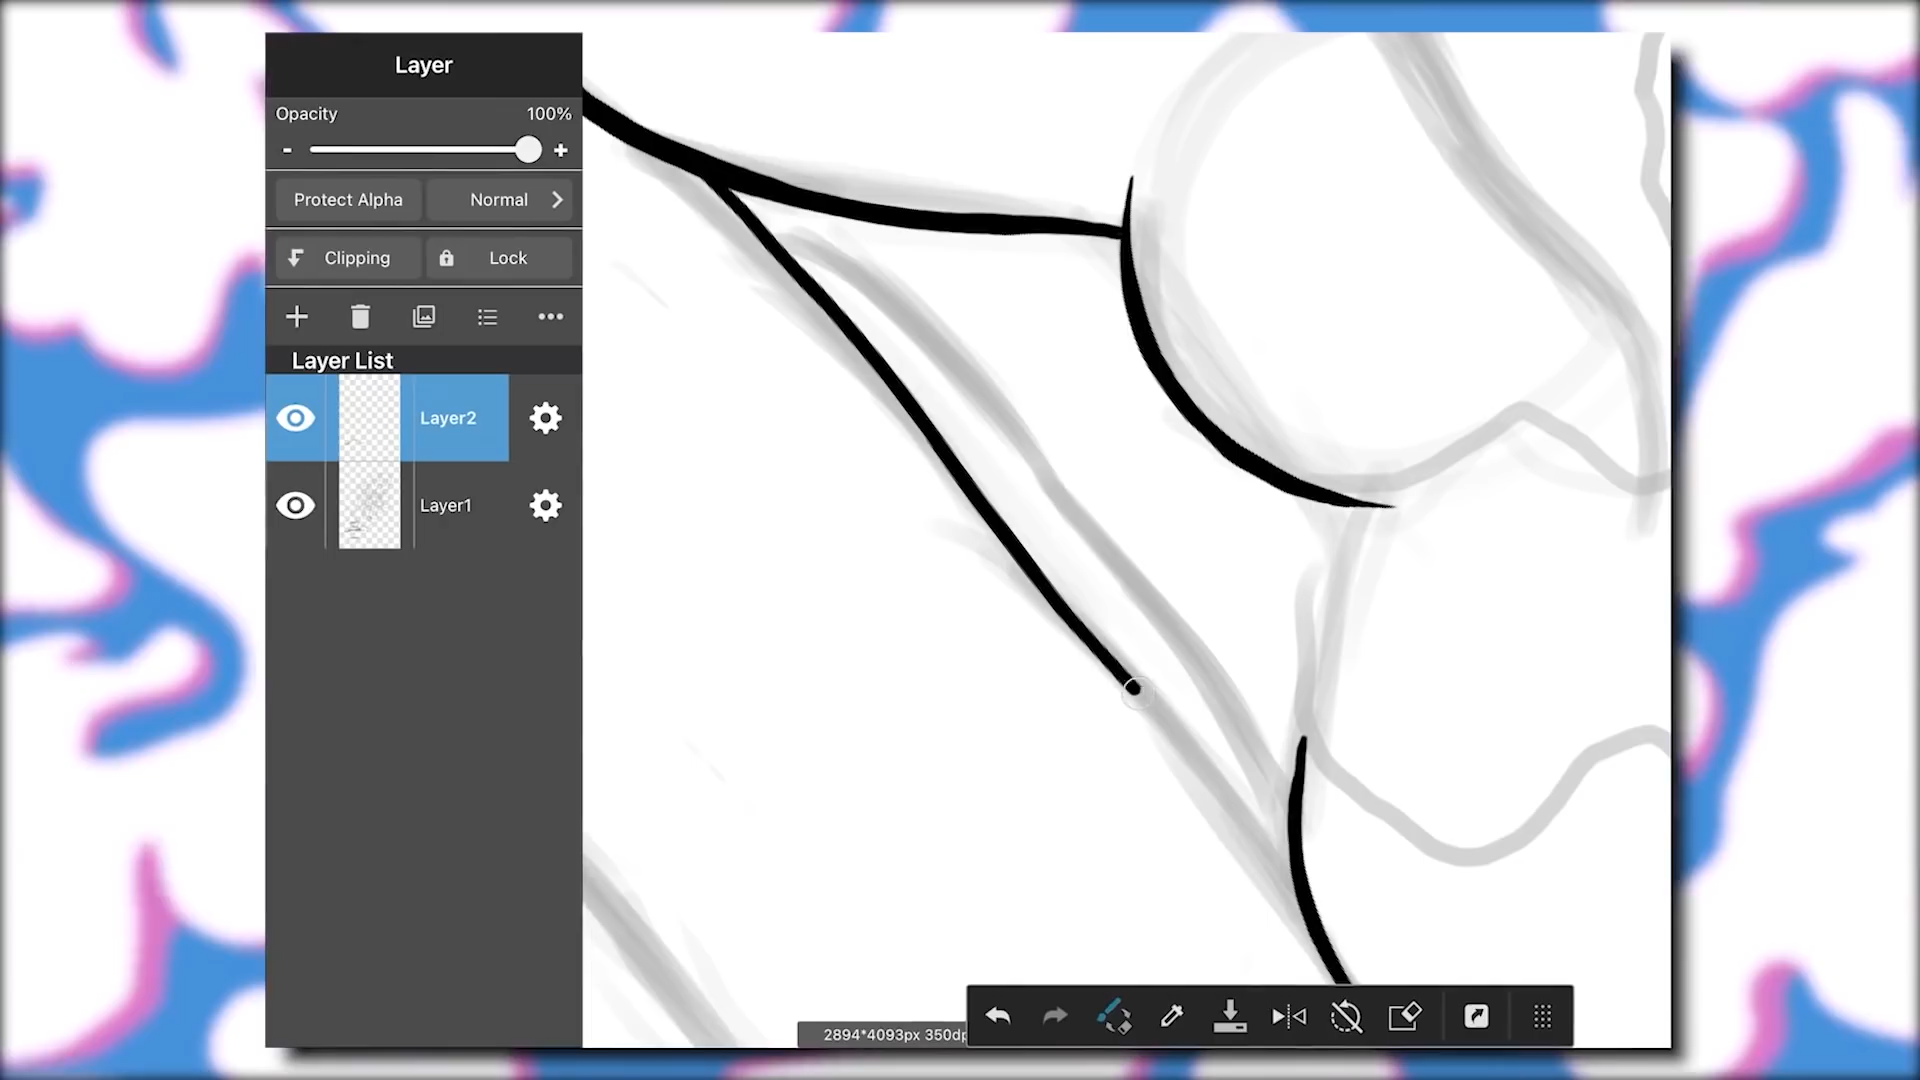 Layer
Opacity 100%
- +
Protect Alpha Normal
Clipping Lock
Layer List
Layer2
Layer1
2894*4093px 350dp